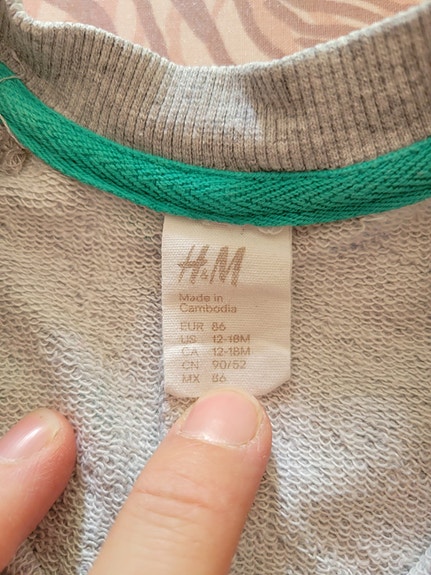 H&M
Made in
Cambodia
EUR 86
US 12-18M
CA 12-18M
CN 90/52
MX 86